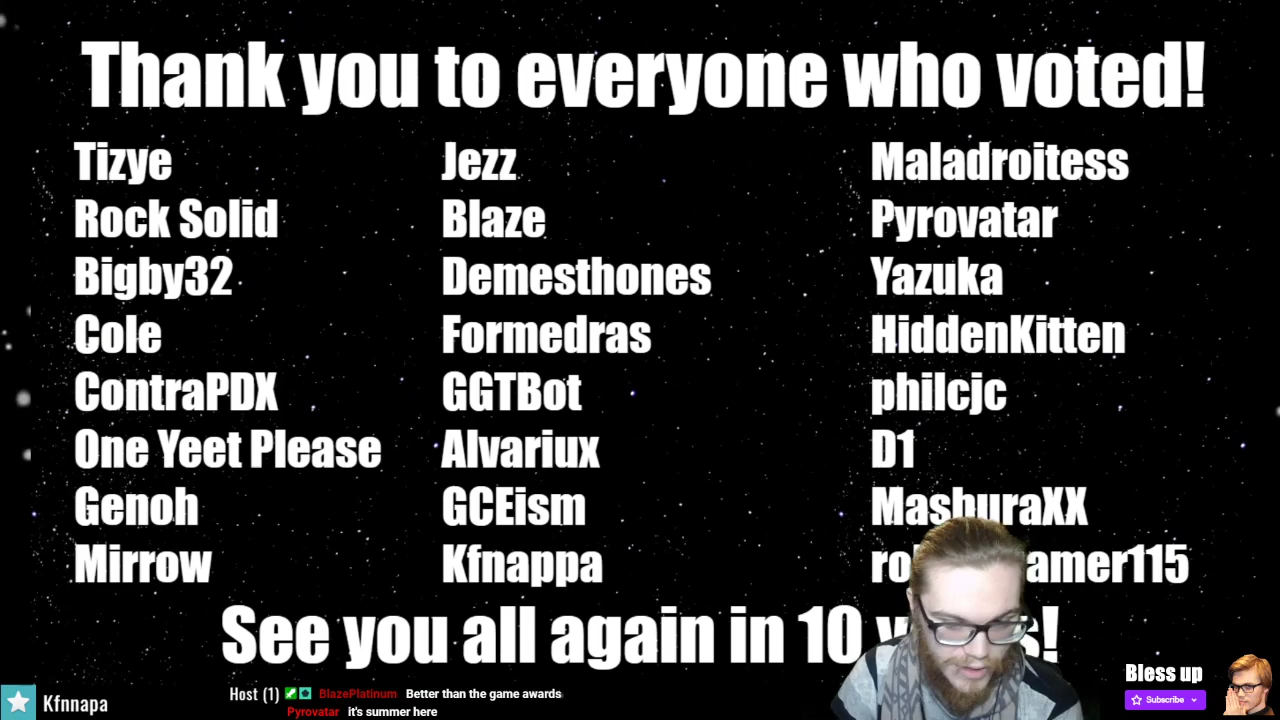 Thank you to everyone who voted!
Tizye
Rock Solid
Bigby32
Cole
ContraPDX
One Yeet Please
Genoh
Mirrow
Jezz
Blaze
Demesthones
Formedras
GGTBot
Alvariux
GCEism
Kfnappa
Maladroitess
Pyrovatar
Yazuka
HiddenKitten
philcjc
D1
MashuraXX
See you all again in 10
Kfnnapa
Host (1) BlazePlatinum Better than the game awards
Pyrovatar it's summer here
Bless up
Subscribe